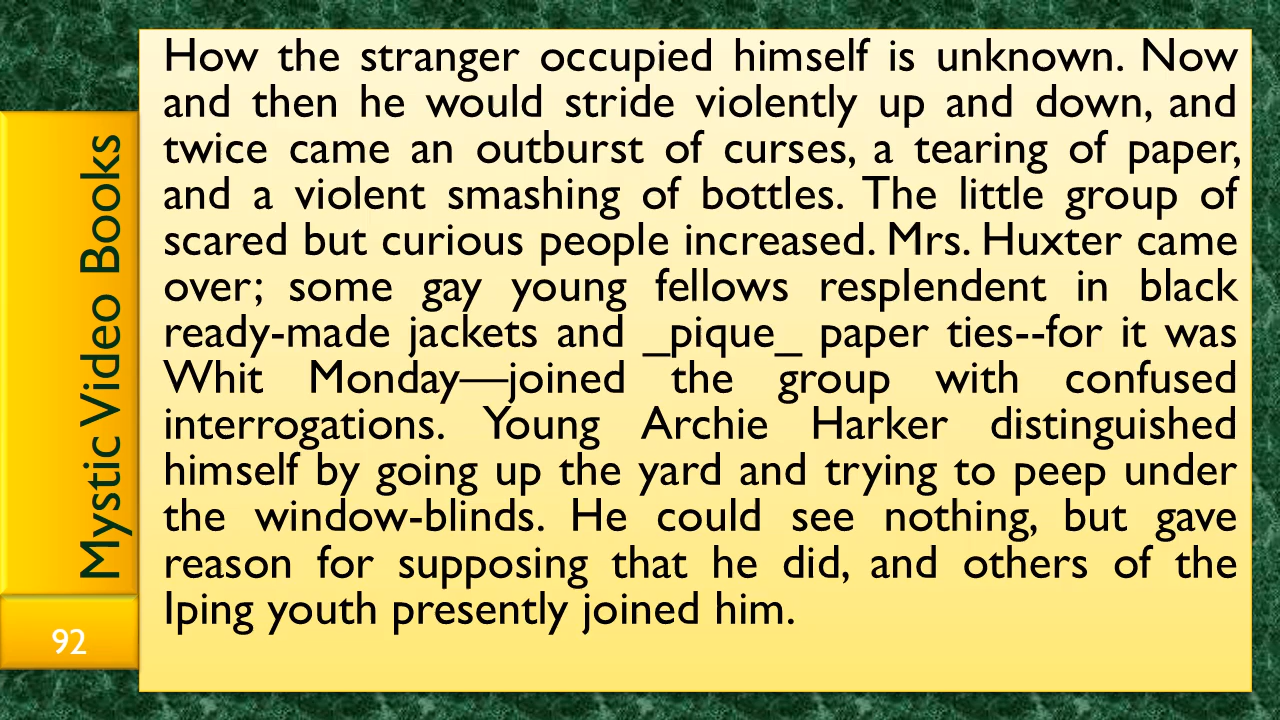 How the stranger occupied himself is unknown. Now
and then he would stride violently up and down, and
twice came an outburst of curses, a tearing of paper,
and a violent smashing of bottles. The little group of
scared but curious people increased. Mrs. Huxter came
over; some gay young fellows resplendent in black
ready-made jackets and _pique_ paper ties--for it was
Whit Monday—joined the group with confused
interrogations. Young Archie Harker distinguished
himself by going up the yard and trying to peep under
the window-blinds. He could see nothing, but gave
reason for supposing that he did, and others of the
Iping youth presently joined him.
Mystic Video Books
92